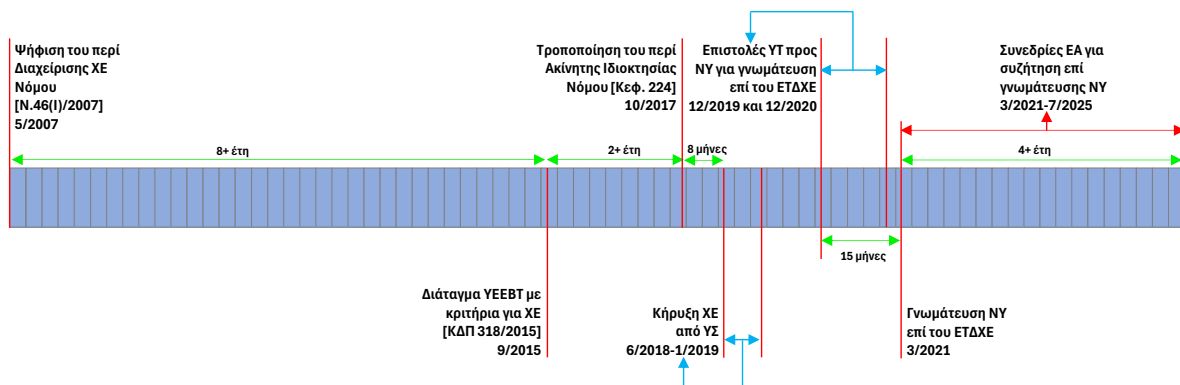 Ψήφιση του περί
Διαχείρισης ΧΕ
Νόμου
[Ν.46(Ι)/2007]
5/2007
Τροποποίηση του περί
Ακίνητης Ιδιοκτησίας
Νόμου [Κεφ. 224]
10/2017
Επιστολές ΥΤ προς
ΝΥ για γνωμάτευση
επί του ΕΤΔΧΕ
12/2019 και 12/2020
Συνεδρίες ΕΑ για
συζήτηση επί
γνωμάτευσης ΝΥ
3/2021-7/2025
8+ έτη
2+ έτη
8 μήνες
4+ έτη
15 μήνες
Διάταγμα ΥΕΕΒΤ με
κριτήρια για ΧΕ
[ΚΔΠ 318/2015]
9/2015
Κήρυξη ΧΕ
από ΥΣ
6/2018-1/2019
Γνωμάτευση ΝΥ
επί του ΕΤΔΧΕ
3/2021